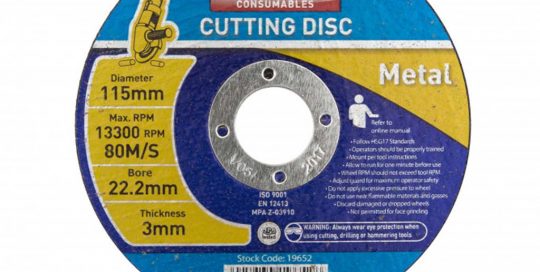 CONSUMABLES
CUTTING DISC
Diameter
115mm
Max. RPM
13300 RPM
80M/S
Bore
22.2mm
Thickness
3mm
V05 2017
ISO 9001
EN 12413
MPA Z-03910
Metal
Refer to
online manual
• Follow HSG17 Standards
• Operators should be properly trained
• Mount per tool instructions
• Allow to run for one minute before use
• Wheel RPM should not exceed tool RPM
• Adjust guard for maximum operator safety
• Do not apply excessive pressure to wheel
• Do not use near flammable materials and gasses
• Discard damaged or dropped wheels
• Not permitted for face grinding
WARNING: Always wear eye protection when
using cutting, drilling or hammering tools
Stock Code: 19652